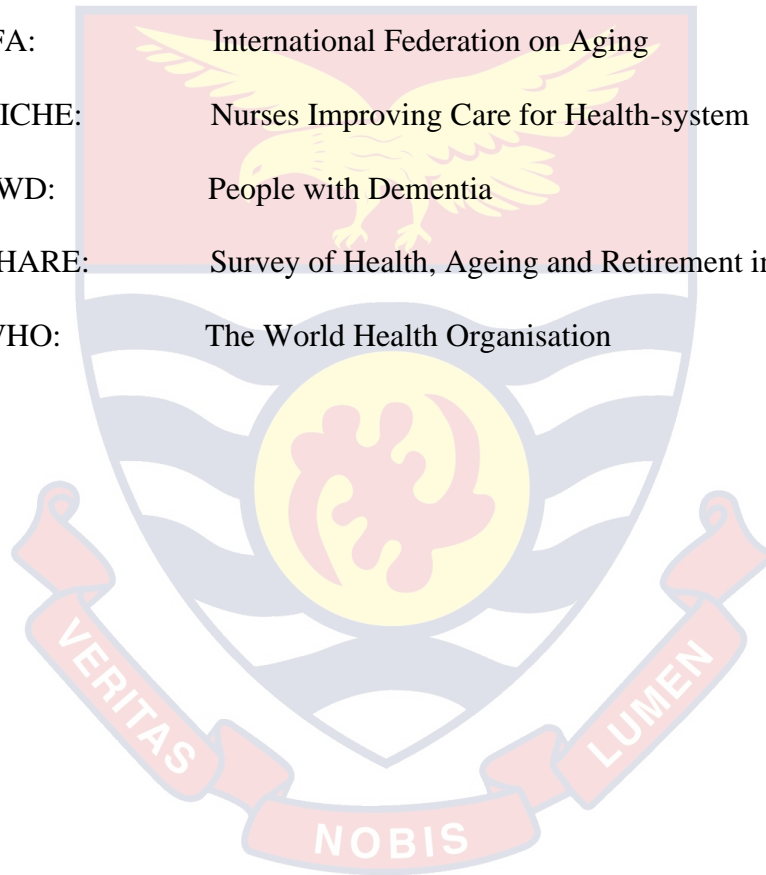 FA: International Federation on Aging
ICHE: Nurses Improving Care for Health-system
WD: People with Dementia
HARE: Survey of Health, Ageing and Retirement in
WHO: The World Health Organisation
VERITAS NOBIS LUMEN